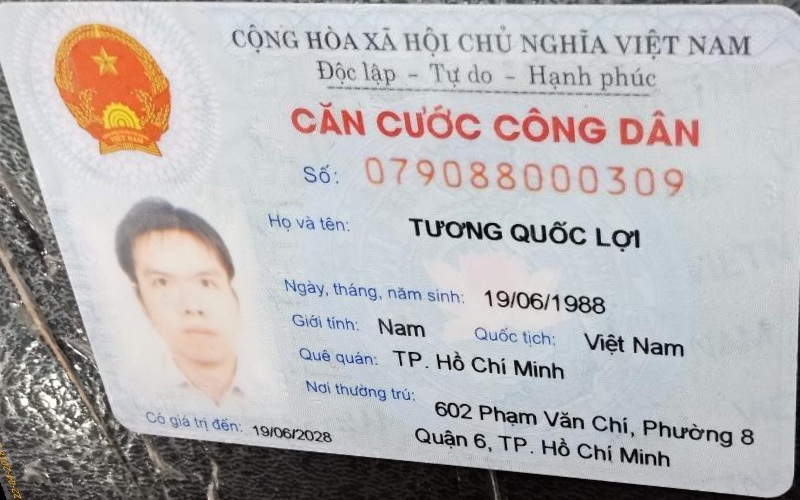 CỘNG HÒA XÃ HỘI CHỦ NGHĨA VIỆT NAM
Độc lập - Tự do - Hạnh phúc
CĂN CƯỚC CÔNG DÂN
Số: 079088000309
Họ và tên: TƯƠNG QUỐC LỢI
Ngày, tháng, năm sinh: 19/06/1988
Giới tính: Nam Quốc tịch: Việt Nam
Quê quán: TP. Hồ Chí Minh
Nơi thường trú: 602 Phạm Văn Chí, Phường 8
Quận 6, TP. Hồ Chí Minh
Có giá trị đến: 19/06/2028
VIỆT NAM